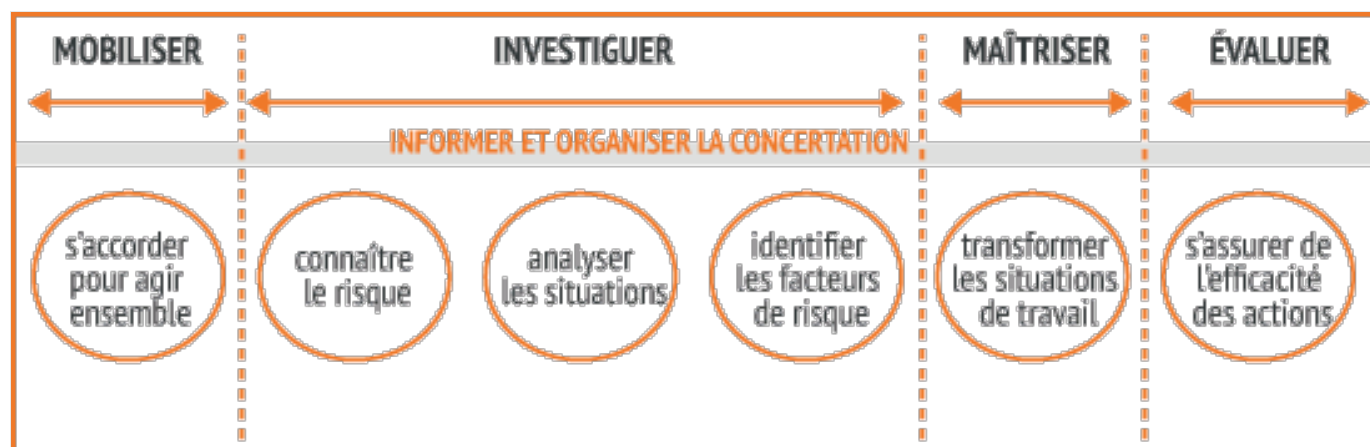 MOBILISER
INVESTIGUER
MAÎTRISER
ÉVALUER
INFORMER ET ORGANISER LA CONCERTATION
s'accorder
pour agir
ensemble
connaître
le risque
analyser
les situations
identifier
les facteurs
de risque
transformer
les situations
de travail
s'assurer de
l'efficacité
des actions